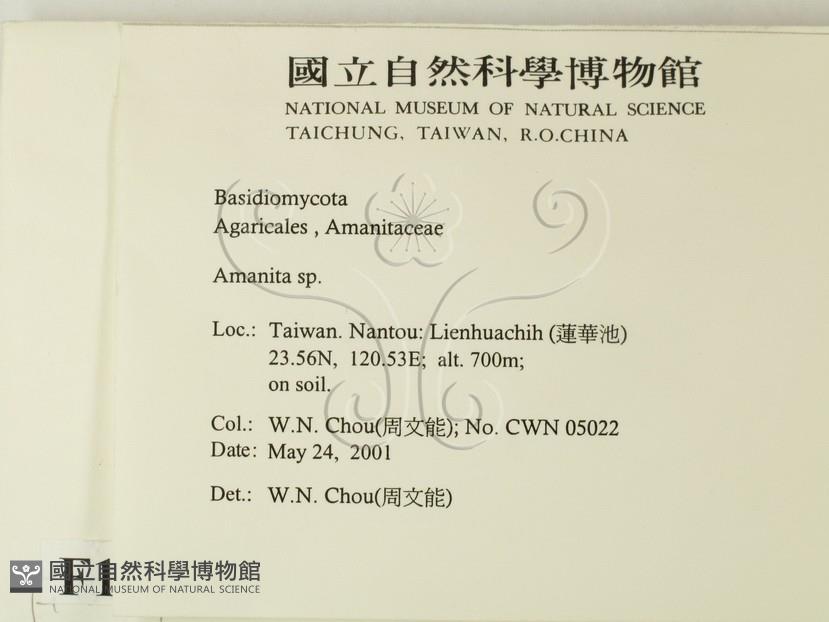 國立自然科學博物館
NATIONAL MUSEUM OF NATURAL SCIENCE
TAICHUNG, TAIWAN, R.O.CHINA
Basidiomycota
Agaricales , Amanitaceae
Amanita sp.
Loc.: Taiwan. Nantou: Lienhuachih (蓮華池)
23.56N, 120.53E; alt. 700m;
on soil.
Col.: W.N. Chou(周文能); No. CWN 05022
Date: May 24, 2001
Det.: W.N. Chou(周文能)
F1
國立自然科學博物館
NATIONAL MUSEUM OF NATURAL SCIENCE